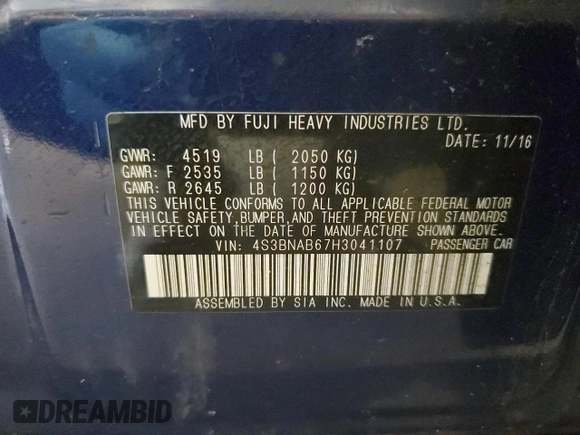 MFD BY FUJI HEAVY INDUSTRIES LTD.
DATE: 11/16
GVWR: 4519 LB ( 2050 KG)
GAWR: F 2535 LB ( 1150 KG)
GAWR: R 2645 LB ( 1200 KG)
THIS VEHICLE CONFORMS TO ALL APPLICABLE FEDERAL MOTOR
VEHICLE SAFETY, BUMPER, AND THEFT PREVENTION STANDARDS
IN EFFECT ON THE DATE OF MANUFACTURE SHOWN ABOVE.
VIN: 4S3BNAB67H3041107 PASSENGER CAR
ASSEMBLED BY SIA INC. MADE IN U.S.A.
DREAMBID